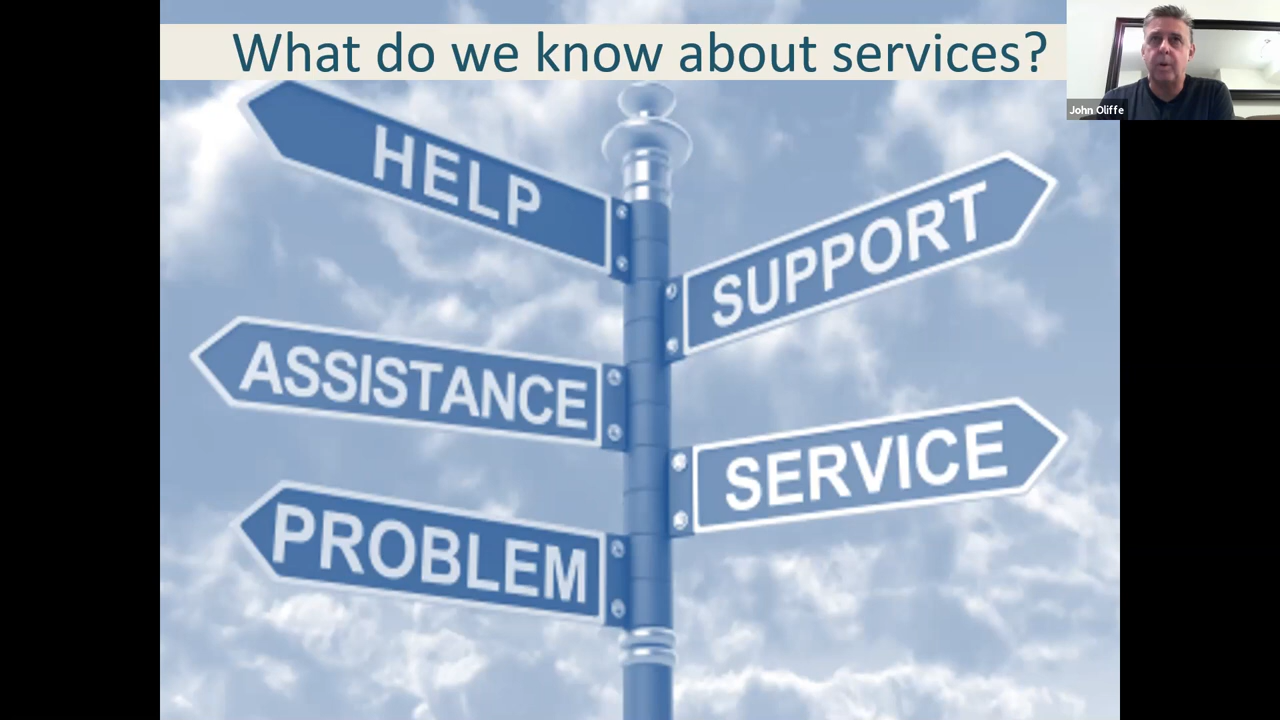 What do we know about services?
John Oliffe
HELP
SUPPORT
ASSISTANCE
SERVICE
PROBLEM